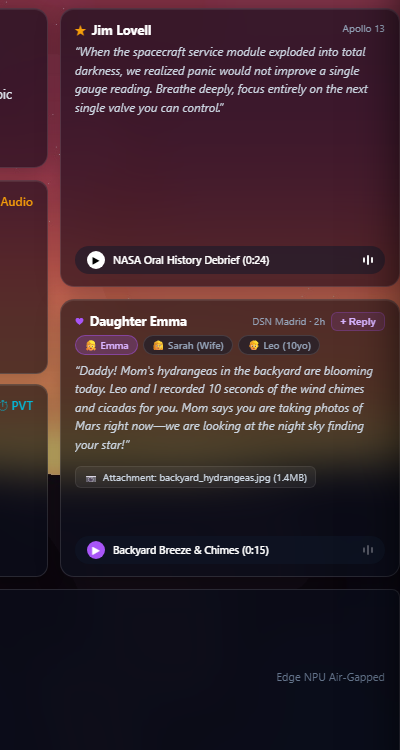 pic
Audio
PVT
Jim Lovell
Apollo 13
"When the spacecraft service module exploded into total
darkness, we realized panic would not improve a single
gauge reading. Breathe deeply, focus entirely on the next
single valve you can control."
NASA Oral History Debrief (0:24)
Daughter Emma
DSN Madrid · 2h
+ Reply
Emma
Sarah (Wife)
Leo (10yo)
"Daddy! Mom's hydrangeas in the backyard are blooming
today. Leo and I recorded 10 seconds of the wind chimes
and cicadas for you. Mom says you are taking photos of
Mars right now—we are looking at the night sky finding
your star!"
Attachment: backyard_hydrangeas.jpg (1.4MB)
Backyard Breeze & Chimes (0:15)
Edge NPU Air-Gapped